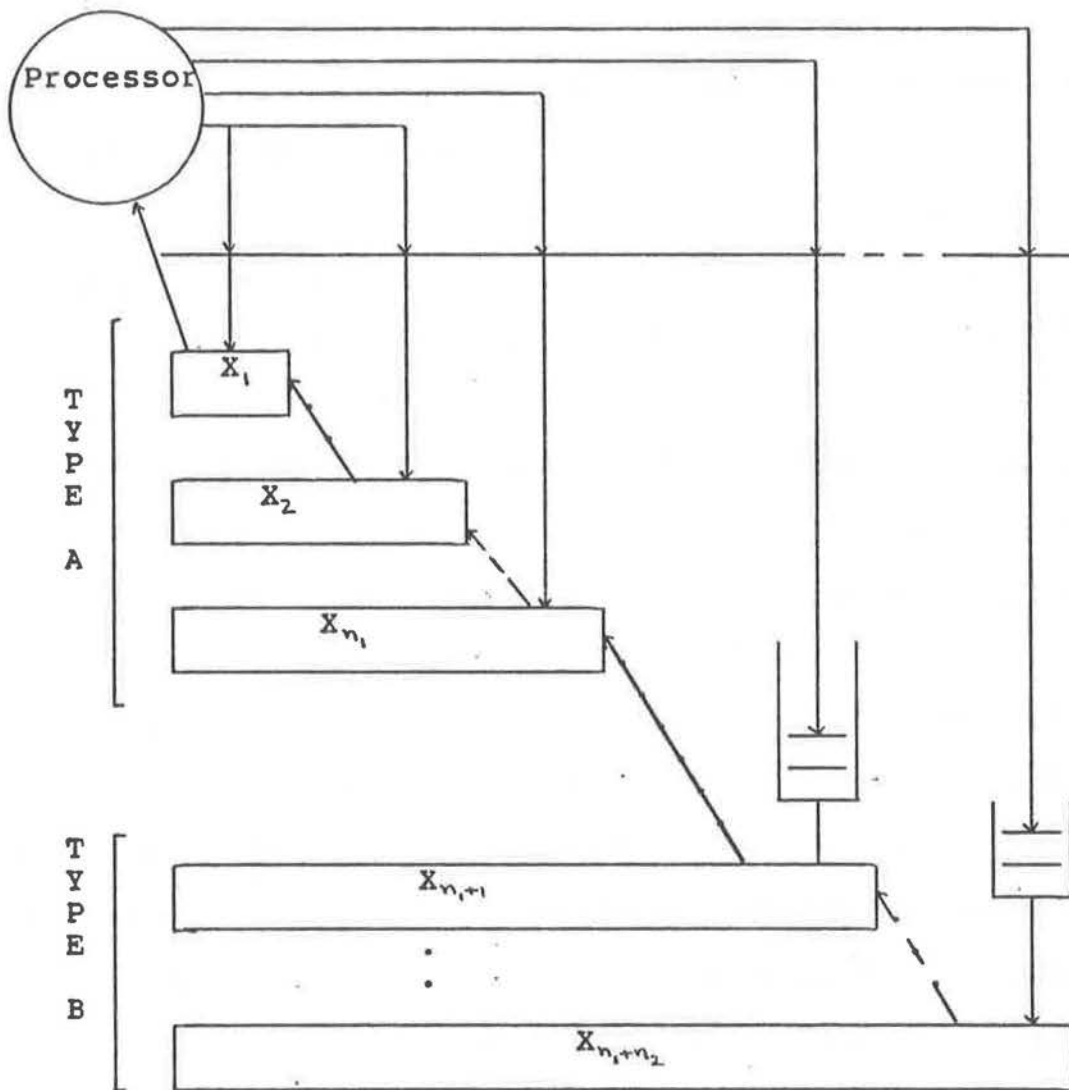 Processor
X₁
TYPE A
X₂
Xₙ₁
TYPE B
Xₙ₁₊₁
Xₙ₁₊ₙ₂